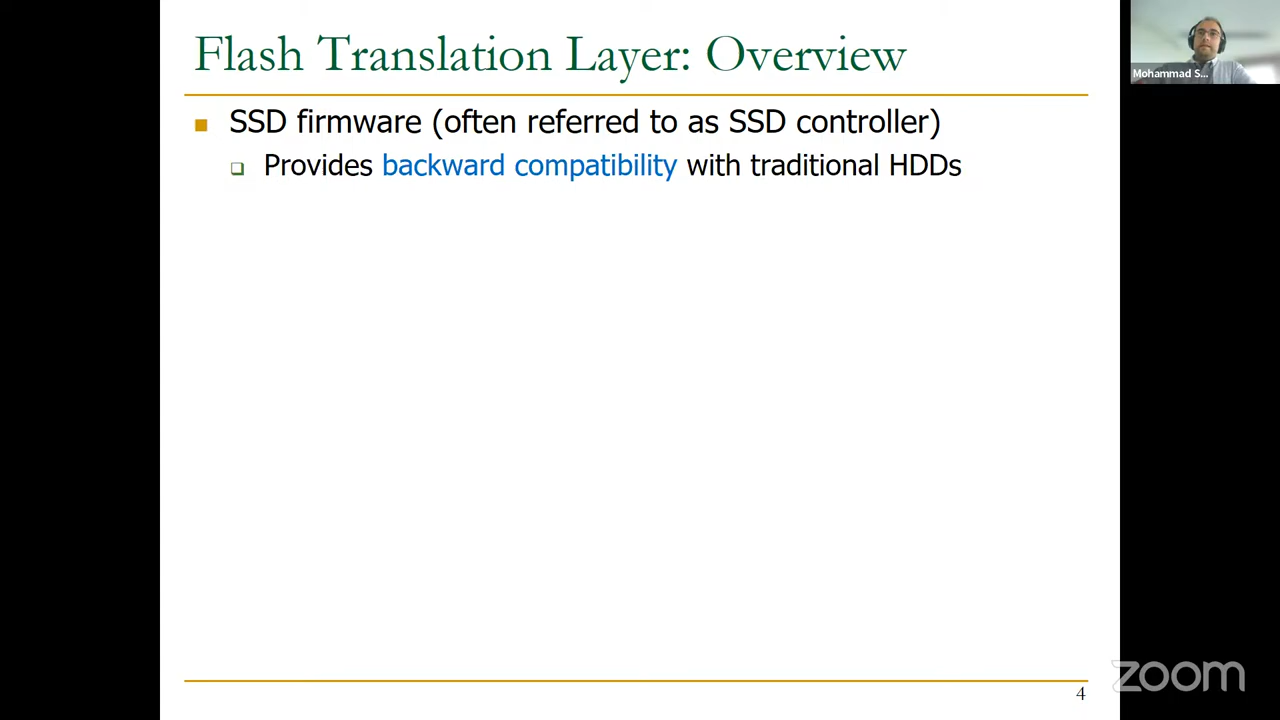 Flash Translation Layer: Overview
SSD firmware (often referred to as SSD controller)
Provides backward compatibility with traditional HDDs
Mohammad S...
4
zoom